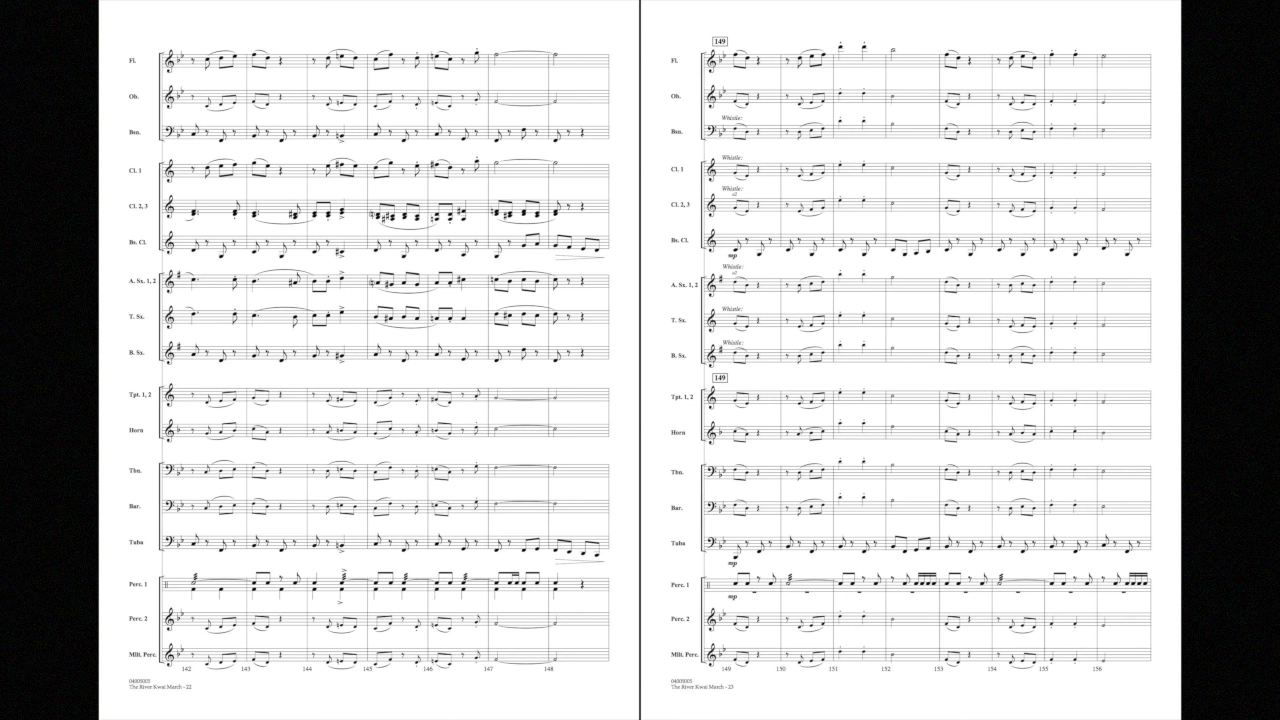 Fl.
Ob.
Bsn.
Cl. 1
Cl. 2, 3
Bs. Cl.
A. Sx. 1, 2
T. Sx.
B. Sx.
Tpt. 1, 2
Horn
Tbn.
Bar.
Tuba
Perc. 1
Perc. 2
Mlt. Perc.
142 143 144 145 146 147 148
04005005
The River Kwai March - 22
149
Fl.
Ob.
Whistle:
Bsn.
Whistle:
Cl. 1
Whistle:
a2
Cl. 2, 3
Bs. Cl.
mp
Whistle:
a2
A. Sx. 1, 2
Whistle:
T. Sx.
Whistle:
B. Sx.
149
Tpt. 1, 2
Horn
Tbn.
Bar.
Tuba
mp
Perc. 1
mp
Perc. 2
Mlt. Perc.
149 150 151 152 153 154 155 156
04005005
The River Kwai March - 23